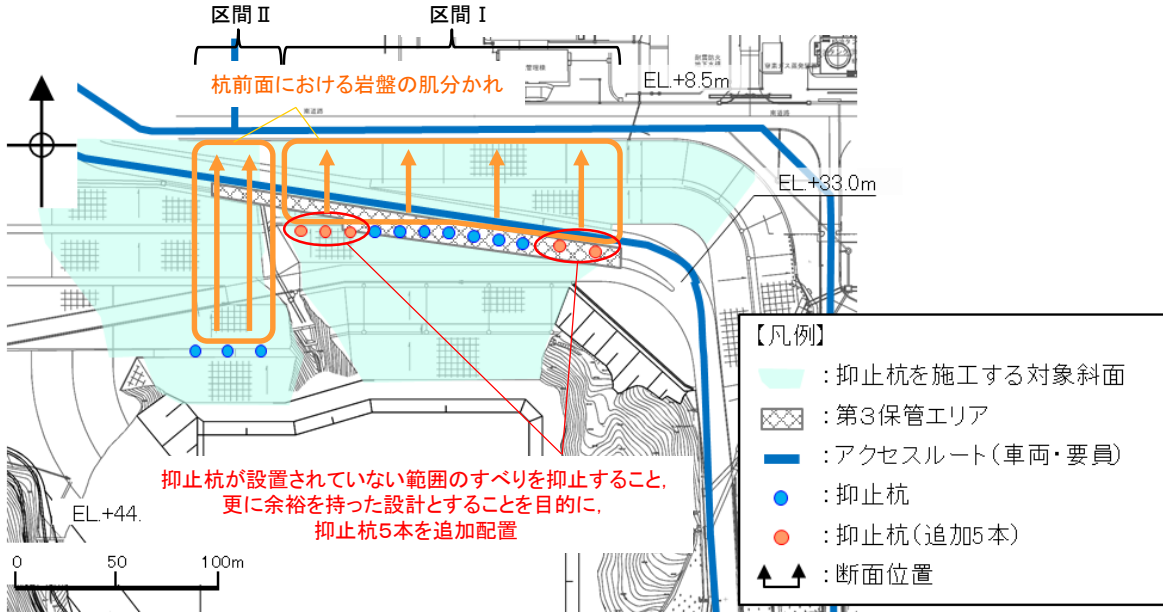 区間Ⅱ
区間Ⅰ
杭前面における岩盤の肌分かれ
EL.+8.5m
南道路
南道路
EL.+33.0m
抑止杭が設置されていない範囲のすべりを抑止すること,
更に余裕を持った設計とすることを目的に,
抑止杭5本を追加配置
EL.+44.
0
50
100m
【凡例】
:抑止杭を施工する対象斜面
:第3保管エリア
:アクセスルート(車両・要員)
:抑止杭
:抑止杭(追加5本)
:断面位置